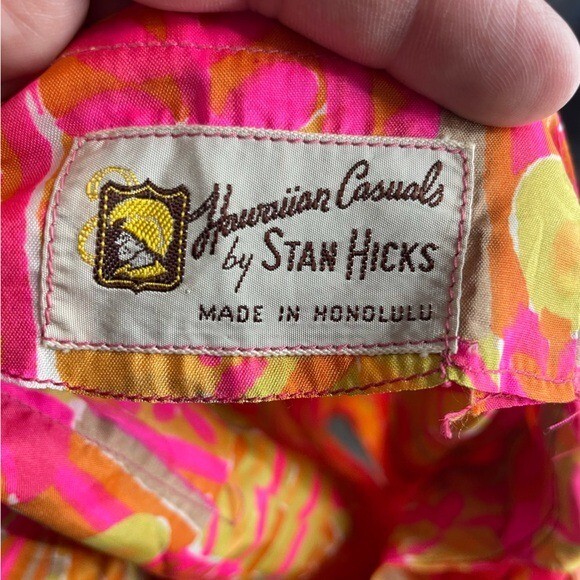 Hawaiian Casuals
by STAN HICKS
MADE IN HONOLULU